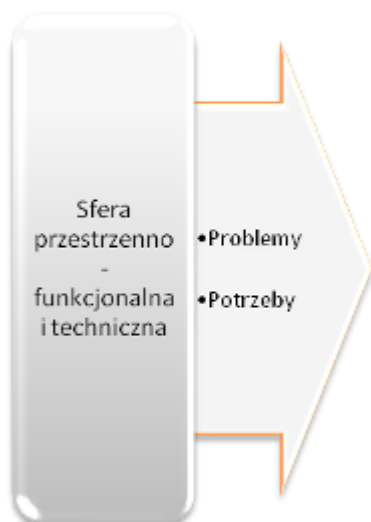 Sfera
przestrzenno
-
funkcjonalna
i techniczna
•Problemy
•Potrzeby